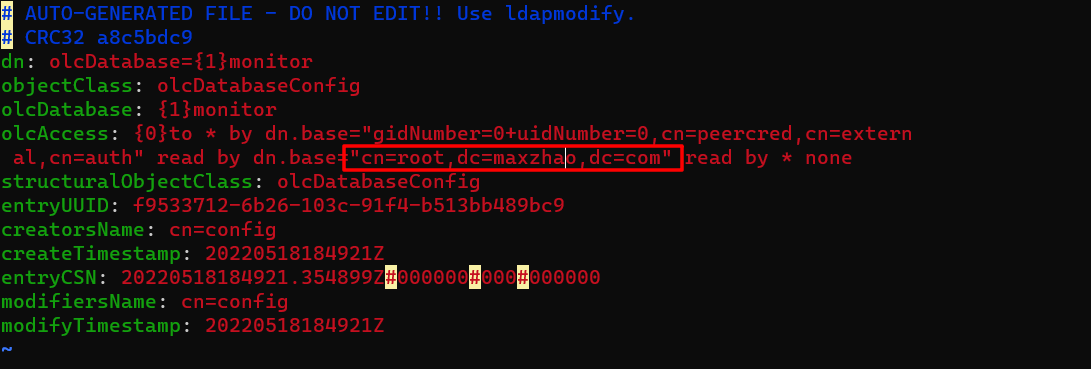 # AUTO-GENERATED FILE - DO NOT EDIT!! Use ldapmodify.
# CRC32 a8c5bdc9
dn: olcDatabase={1}monitor
objectClass: olcDatabaseConfig
olcDatabase: {1}monitor
olcAccess: {0}to * by dn.base="gidNumber=0+uidNumber=0,cn=peercred,cn=extern
 al,cn=auth" read by dn.base="cn=root,dc=maxzhao,dc=com" read by * none
structuralObjectClass: olcDatabaseConfig
entryUUID: f9533712-6b26-103c-91f4-b513bb489bc9
creatorsName: cn=config
createTimestamp: 20220518184921Z
entryCSN: 20220518184921.354899Z#000000#000#000000
modifiersName: cn=config
modifyTimestamp: 20220518184921Z
~